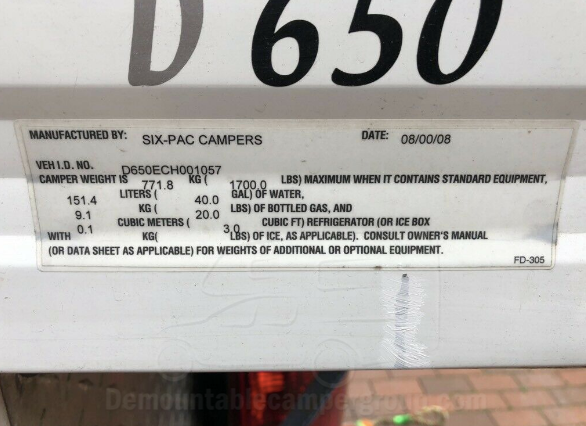 D 650
MANUFACTURED BY: SIX-PAC CAMPERS DATE: 08/00/08
VEH I.D. NO. D650ECH001057
CAMPER WEIGHT IS 771.8 KG ( 1700.0 LBS) MAXIMUM WHEN IT CONTAINS STANDARD EQUIPMENT,
151.4 LITERS ( 40.0 GAL) OF WATER,
9.1 KG ( 20.0 LBS OF BOTTLED GAS, AND
0.1 CUBIC METERS ( 3.0 CUBIC FT) REFRIGERATOR (OR ICE BOX
WITH KG( LBS) OF ICE, AS APPLICABLE). CONSULT OWNER'S MANUAL
(OR DATA SHEET AS APPLICABLE) FOR WEIGHTS OF ADDITIONAL OR OPTIONAL EQUIPMENT.
FD-305
Demountablecampergroup.com